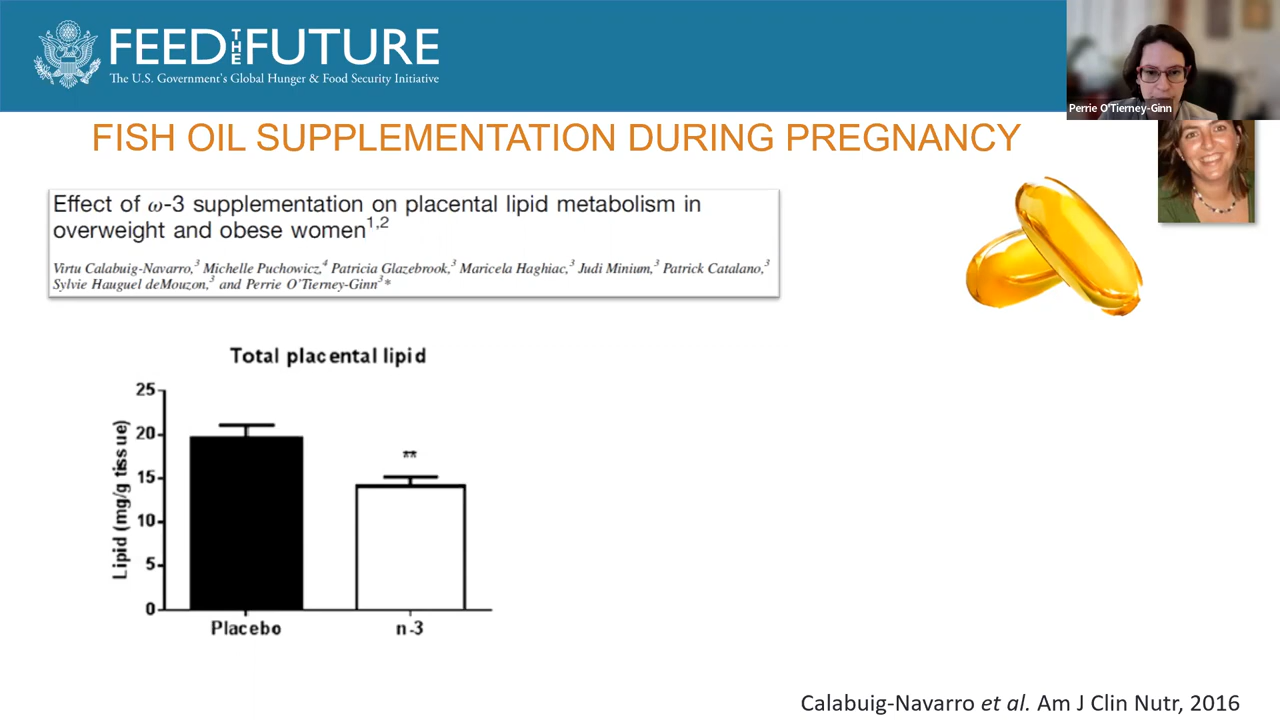 FEED THE FUTURE
The U.S. Government's Global Hunger & Food Security Initiative
Perrie O'Tierney-Ginn
FISH OIL SUPPLEMENTATION DURING PREGNANCY
Effect of ω-3 supplementation on placental lipid metabolism in
overweight and obese women1,2
Virtu Calabuig-Navarro,3 Michelle Puchowicz,4 Patricia Glazebrook,3 Maricela Haghiac,3 Judi Minium,3 Patrick Catalano,3
Sylvie Hauguel deMouzon,3 and Perrie O'Tierney-Ginn3*
Total placental lipid
Lipid (mg/g tissue)
25
20
15
10
5
0
**
Placebo
n-3
Calabuig-Navarro et al. Am J Clin Nutr, 2016